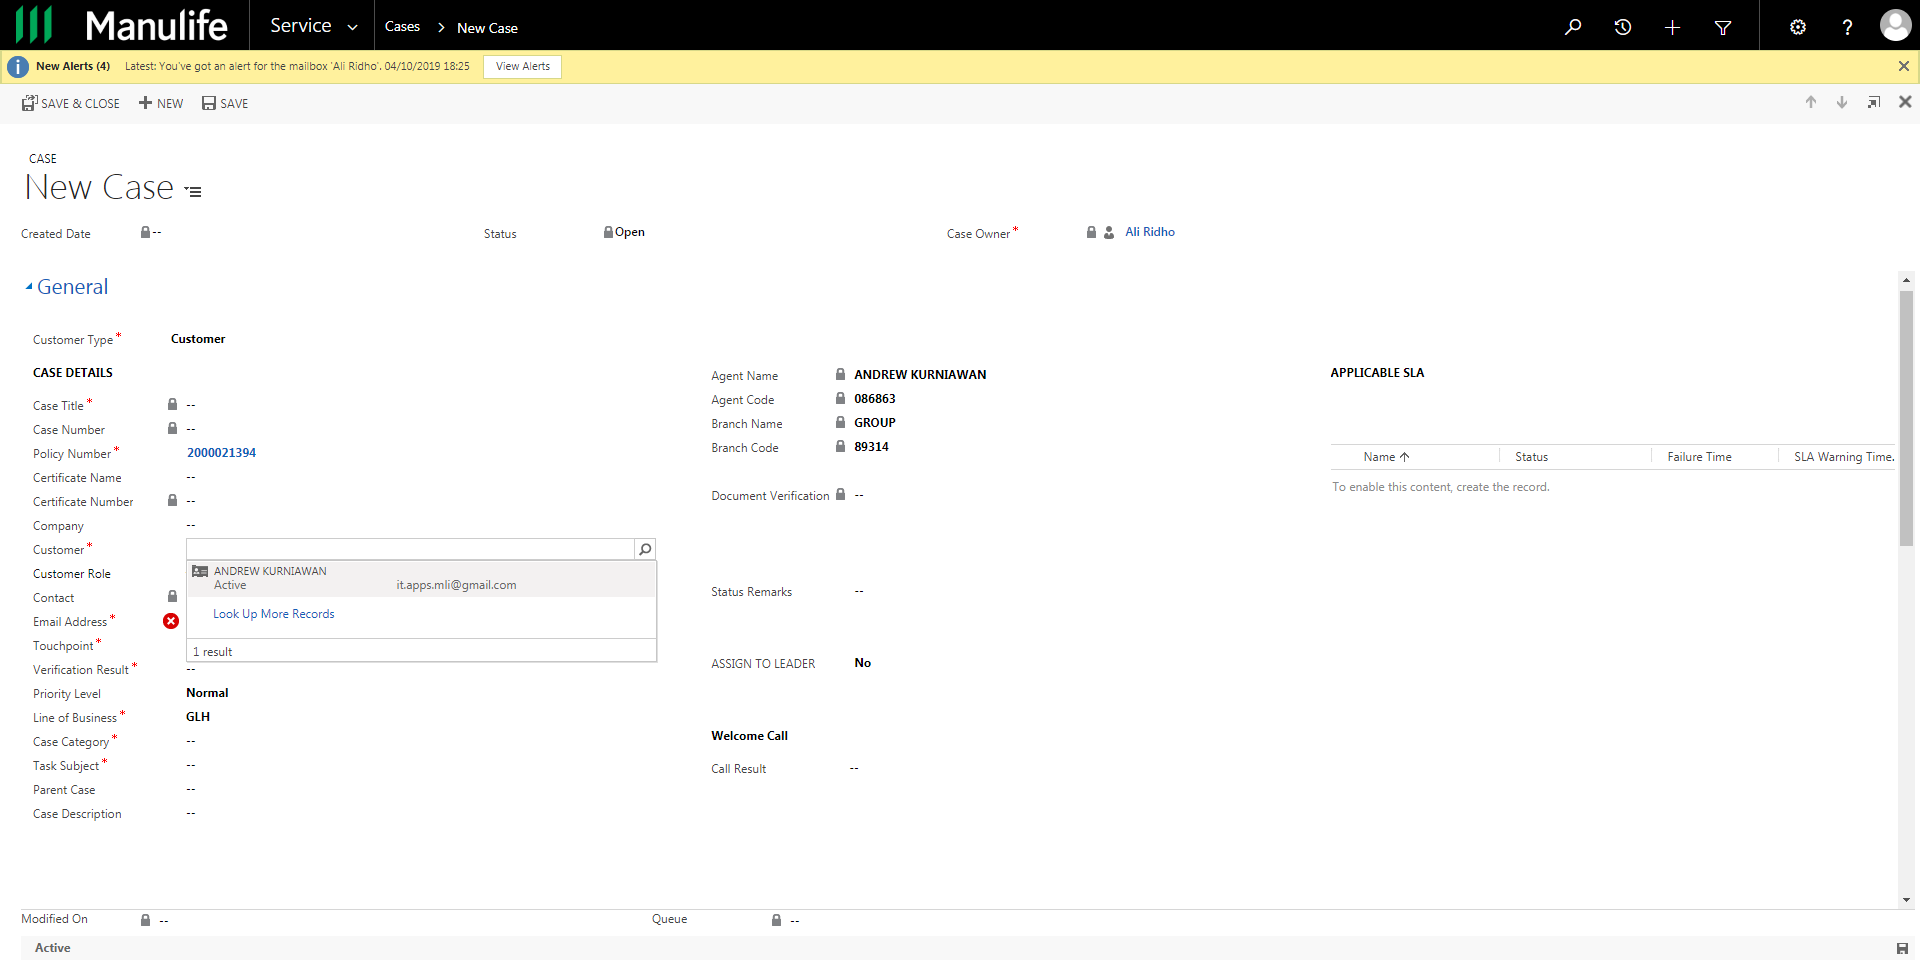 Manulife
Service
Cases
New Case
New Alerts (4)
Latest: You've got an alert for the mailbox 'Ali Ridho'. 04/10/2019 18:25
View Alerts
SAVE & CLOSE
NEW
SAVE
CASE
New Case
Created Date
--
Status
Open
Case Owner*
Ali Ridho
General
Customer Type*
Customer
CASE DETAILS
Case Title*
--
Case Number
--
Policy Number*
2000021394
Certificate Name
--
Certificate Number
--
Company
--
Customer*
ANDREW KURNIAWAN
Active
it.apps.mli@gmail.com
Look Up More Records
1 result
Customer Role
Contact
Email Address*
Touchpoint*
Verification Result*
--
Priority Level
Normal
Line of Business*
GLH
Case Category*
--
Task Subject*
--
Parent Case
--
Case Description
--
Agent Name
ANDREW KURNIAWAN
Agent Code
086863
Branch Name
GROUP
Branch Code
89314
Document Verification
--
Status Remarks
--
ASSIGN TO LEADER
No
Welcome Call
Call Result
--
APPLICABLE SLA
Name
Status
Failure Time
SLA Warning Time.
To enable this content, create the record.
Modified On
--
Queue
--
Active